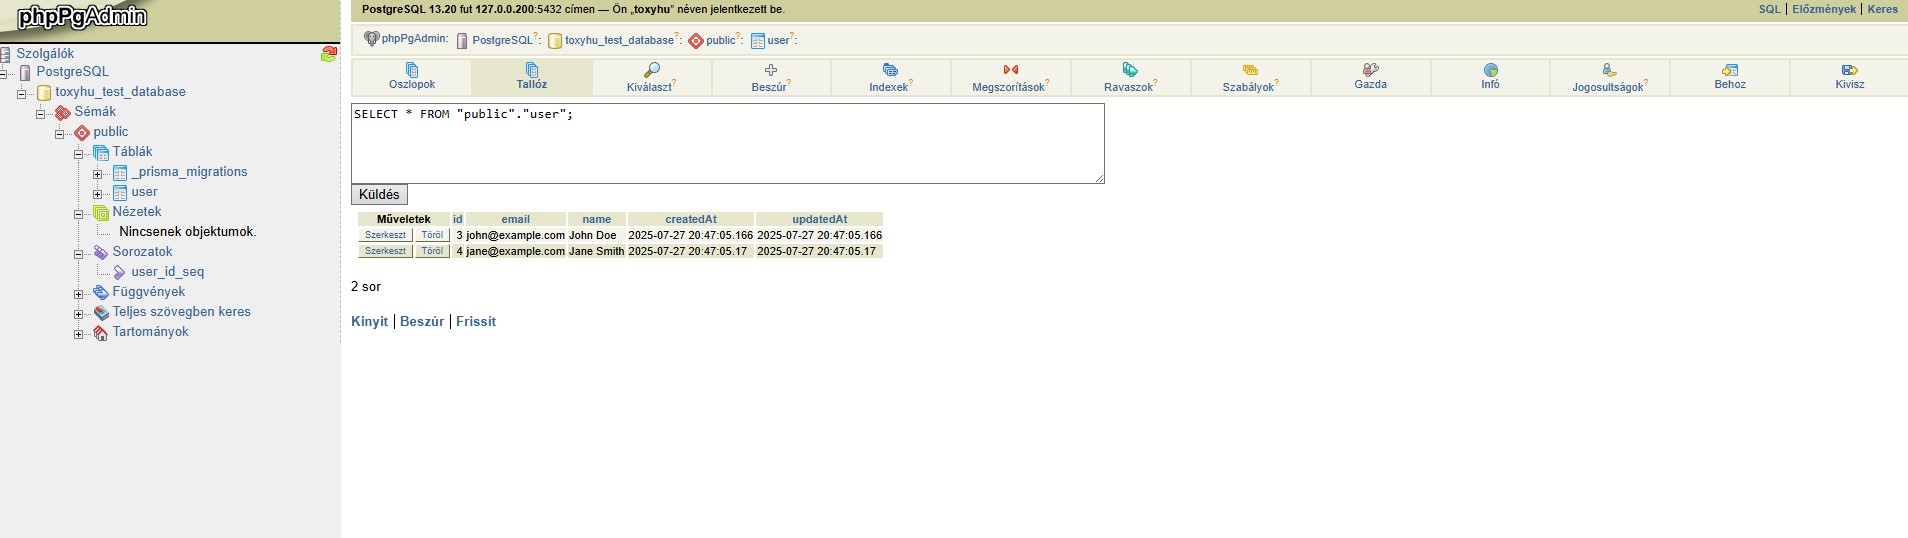 phpPgAdmin
Szolgálók
PostgreSQL
toxyhu_test_database
Sémák
public
Táblák
_prisma_migrations
user
Nézetek
Nincsenek objektumok.
Sorozatok
user_id_seq
Függvények
Teljes szövegben keres
Tartományok
PostgreSQL 13.20 fut 127.0.0.200:5432 címen — Ön „toxyhu” néven jelentkezett be.
SQL | Előzmények | Keres
phpPgAdmin: PostgreSQL?: toxyhu_test_database?: public?: user?:
Oszlopok Tallóz Kiválaszt? Beszúr? Indexek? Megszorítások? Ravaszok? Szabályok? Gazda Infó Jogosultságok? Behoz Kivisz
SELECT * FROM "public"."user";
Küldés
Műveletek id email name createdAt updatedAt
Szerkeszt Töröl 3 john@example.com John Doe 2025-07-27 20:47:05.166 2025-07-27 20:47:05.166
Szerkeszt Töröl 4 jane@example.com Jane Smith 2025-07-27 20:47:05.17 2025-07-27 20:47:05.17
2 sor
Kinyit | Beszúr | Frissít